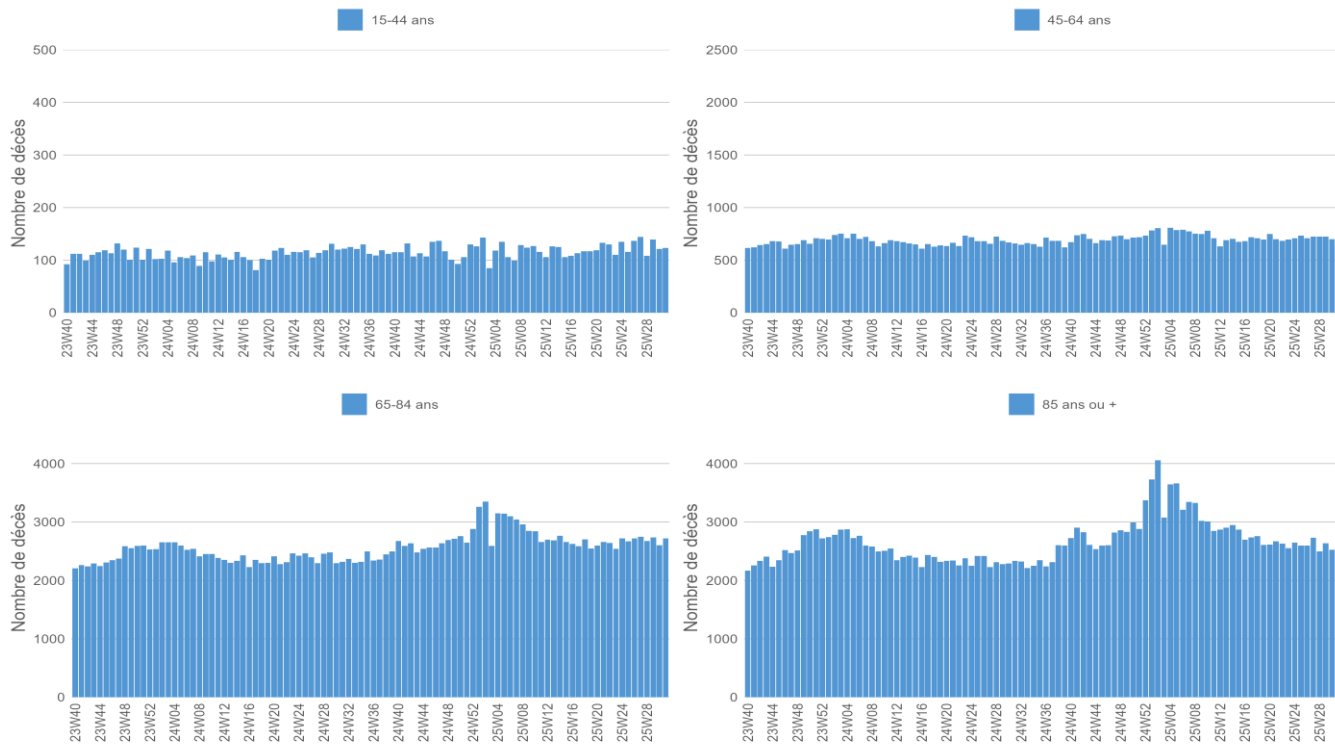 15-44 ans
500
400
300
200
100
0
Nombre de décès
23W40
23W44
23W48
23W52
24W04
24W08
24W12
24W16
24W20
24W24
24W28
24W32
24W36
24W40
24W44
24W48
24W52
25W04
25W08
25W12
25W16
25W20
25W24
25W28
45-64 ans
2500
2000
1500
1000
500
0
Nombre de décès
23W40
23W44
23W48
23W52
24W04
24W08
24W12
24W16
24W20
24W24
24W28
24W32
24W36
24W40
24W44
24W48
24W52
25W04
25W08
25W12
25W16
25W20
25W24
25W28
65-84 ans
4000
3000
2000
1000
0
Nombre de décès
23W40
23W44
23W48
23W52
24W04
24W08
24W12
24W16
24W20
24W24
24W28
24W32
24W36
24W40
24W44
24W48
24W52
25W04
25W08
25W12
25W16
25W20
25W24
25W28
85 ans ou +
4000
3000
2000
1000
0
Nombre de décès
23W40
23W44
23W48
23W52
24W04
24W08
24W12
24W16
24W20
24W24
24W28
24W32
24W36
24W40
24W44
24W48
24W52
25W04
25W08
25W12
25W16
25W20
25W24
25W28